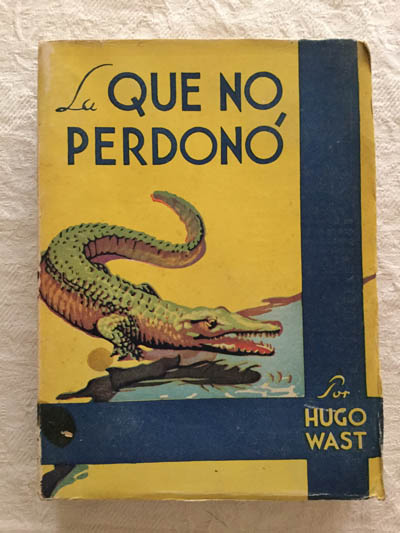 La QUE NO
PERDONÓ
Por
HUGO
WAST